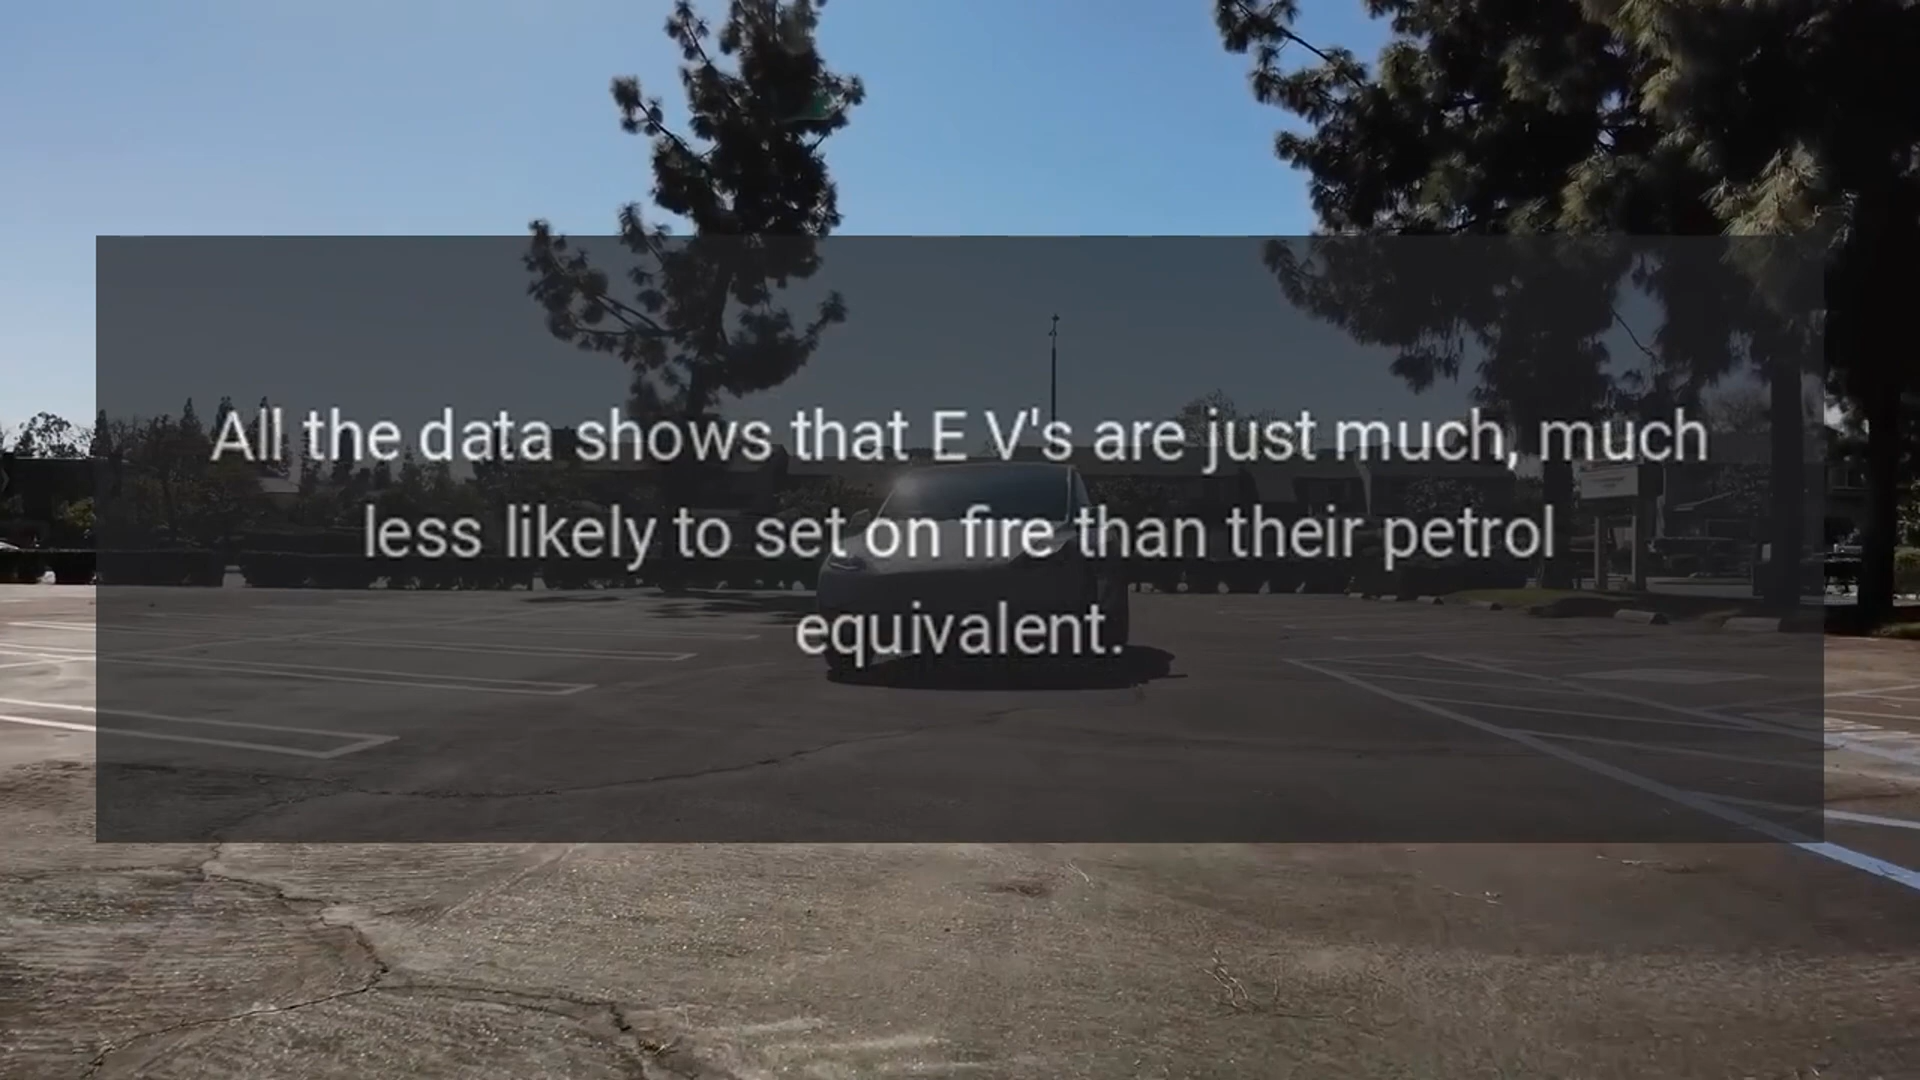 All the data shows that E V's are just much, much
less likely to set on fire than their petrol
equivalent.